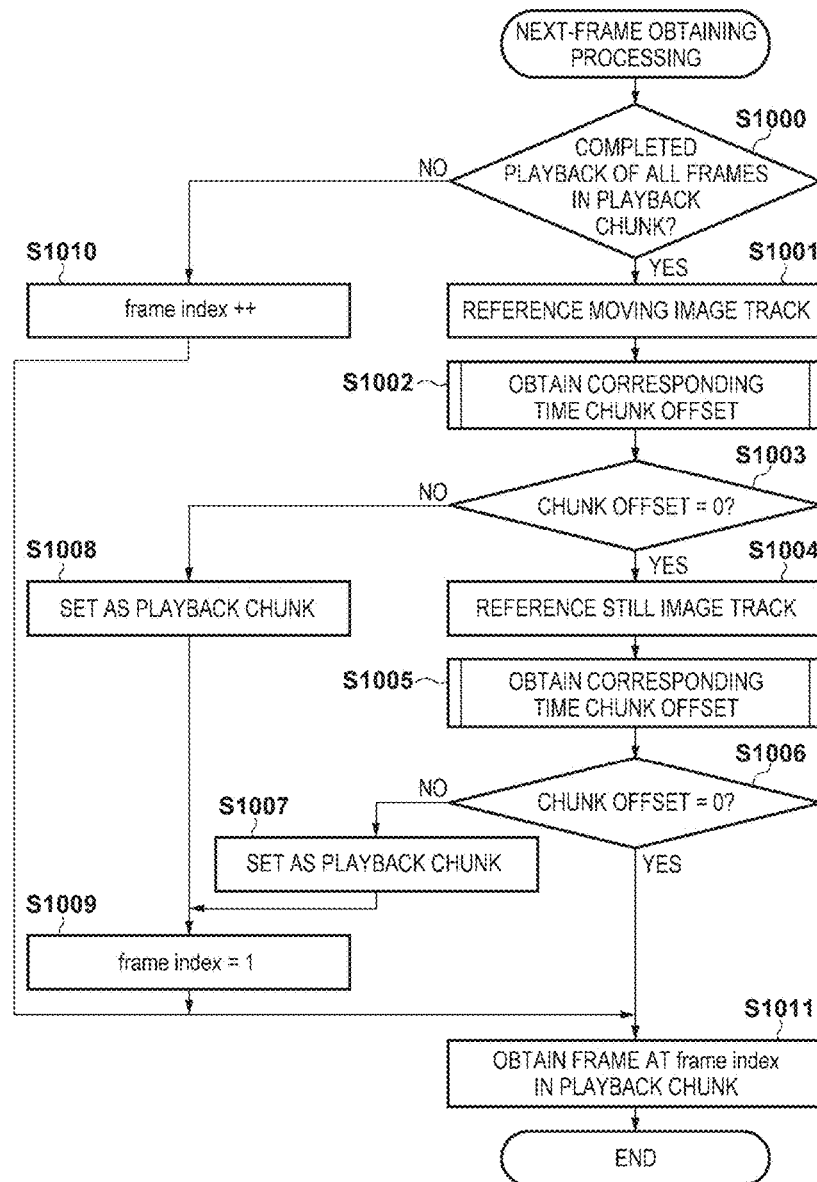 NEXT-FRAME OBTAINING
PROCESSING
S1000
COMPLETED
PLAYBACK OF ALL FRAMES
IN PLAYBACK
CHUNK?
NO
YES
S1010
frame index ++
S1001
REFERENCE MOVING IMAGE TRACK
S1002
OBTAIN CORRESPONDING
TIME CHUNK OFFSET
S1003
CHUNK OFFSET = 0?
NO
YES
S1008
SET AS PLAYBACK CHUNK
S1004
REFERENCE STILL IMAGE TRACK
S1005
OBTAIN CORRESPONDING
TIME CHUNK OFFSET
S1006
CHUNK OFFSET = 0?
NO
YES
S1007
SET AS PLAYBACK CHUNK
S1009
frame index = 1
S1011
OBTAIN FRAME AT frame index
IN PLAYBACK CHUNK
END